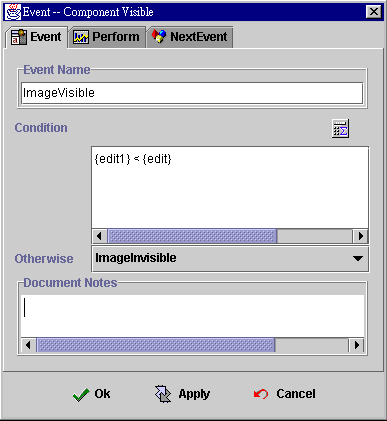 Event -- Component Visible
Event Perform NextEvent
Event Name
ImageVisible
Condition
{edit1} < {edit}
Otherwise ImageInvisible
Document Notes
Ok Apply Cancel